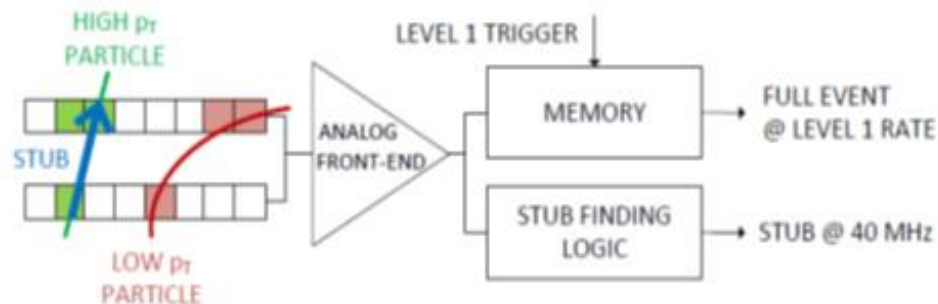 HIGH pT
PARTICLE
LEVEL 1 TRIGGER
STUB
ANALOG
FRONT-END
MEMORY
FULL EVENT
@ LEVEL 1 RATE
STUB FINDING
LOGIC
STUB @ 40 MHz
LOW pT
PARTICLE